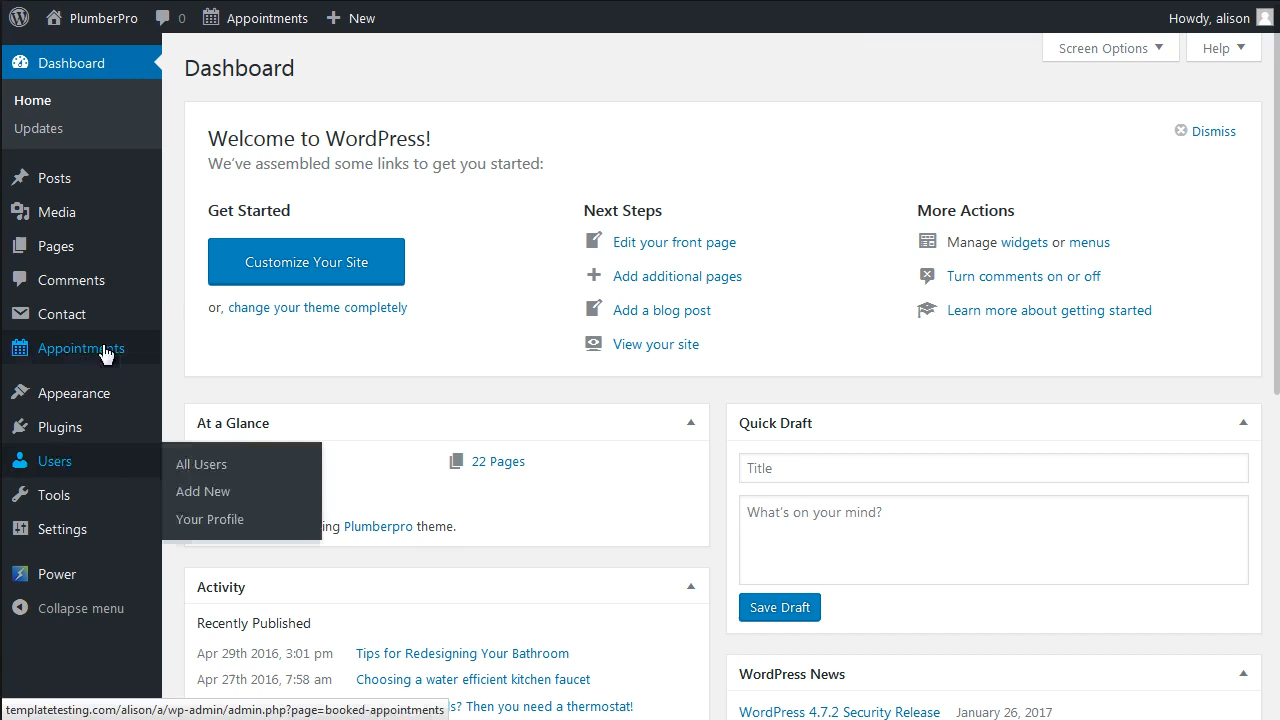 PlumberPro 0 Appointments New Howdy, alison
Dashboard
Home
Updates
Posts
Media
Pages
Comments
Contact
Appointments
Appearance
Plugins
Users
Tools
Settings
Power
Collapse menu
All Users
Add New
Your Profile
Screen Options Help
Dashboard
Welcome to WordPress!
Dismiss
We've assembled some links to get you started:
Get Started
Customize Your Site
or, change your theme completely
Next Steps
Edit your front page
Add additional pages
Add a blog post
View your site
More Actions
Manage widgets or menus
Turn comments on or off
Learn more about getting started
At a Glance
22 Pages
ing Plumberpro theme.
Activity
Recently Published
Apr 29th 2016, 3:01 pm Tips for Redesigning Your Bathroom
Apr 27th 2016, 7:58 am Choosing a water efficient kitchen faucet
? Then you need a thermostat!
Quick Draft
Title
What's on your mind?
Save Draft
WordPress News
WordPress 4.7.2 Security Release January 26, 2017
templatetesting.com/alison/a/wp-admin/admin.php?page=booked-appointments